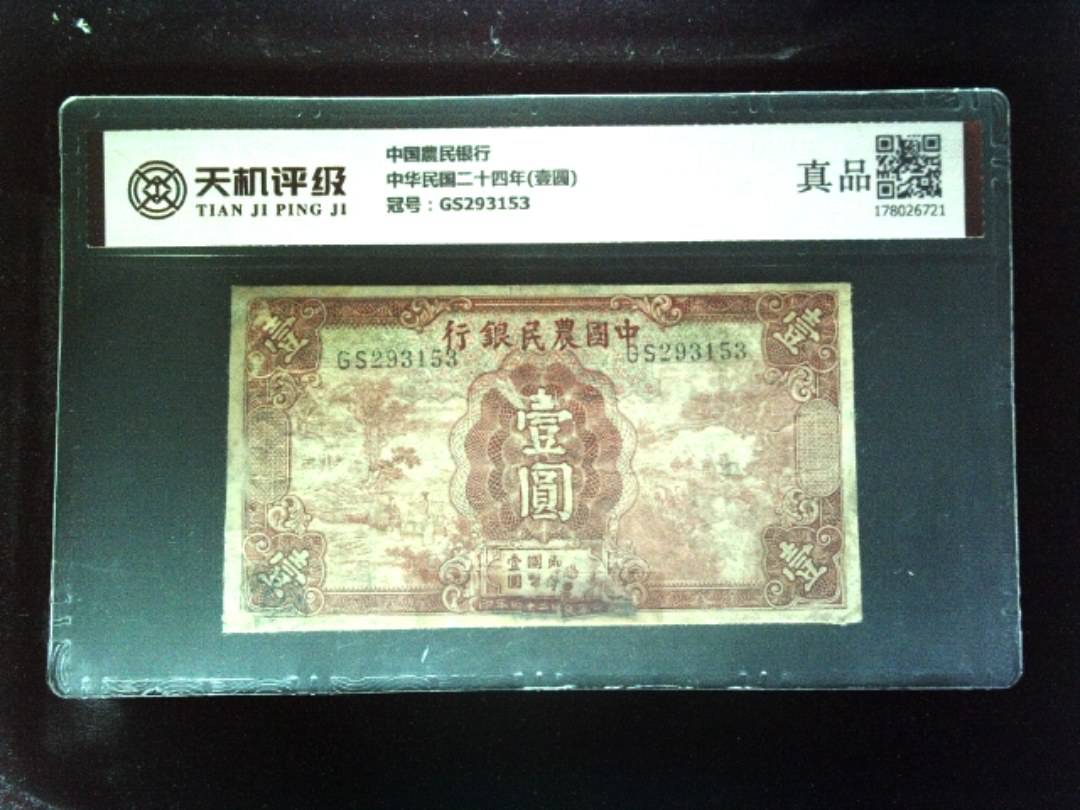 天机评级
TIAN JI PING JI
中国農民银行
中华民国二十四年(壹圓)
冠号：GS293153
真品
178026721
行銀民農國中
GS293153 GS293153
壹 壹
壹圓
壹 壹